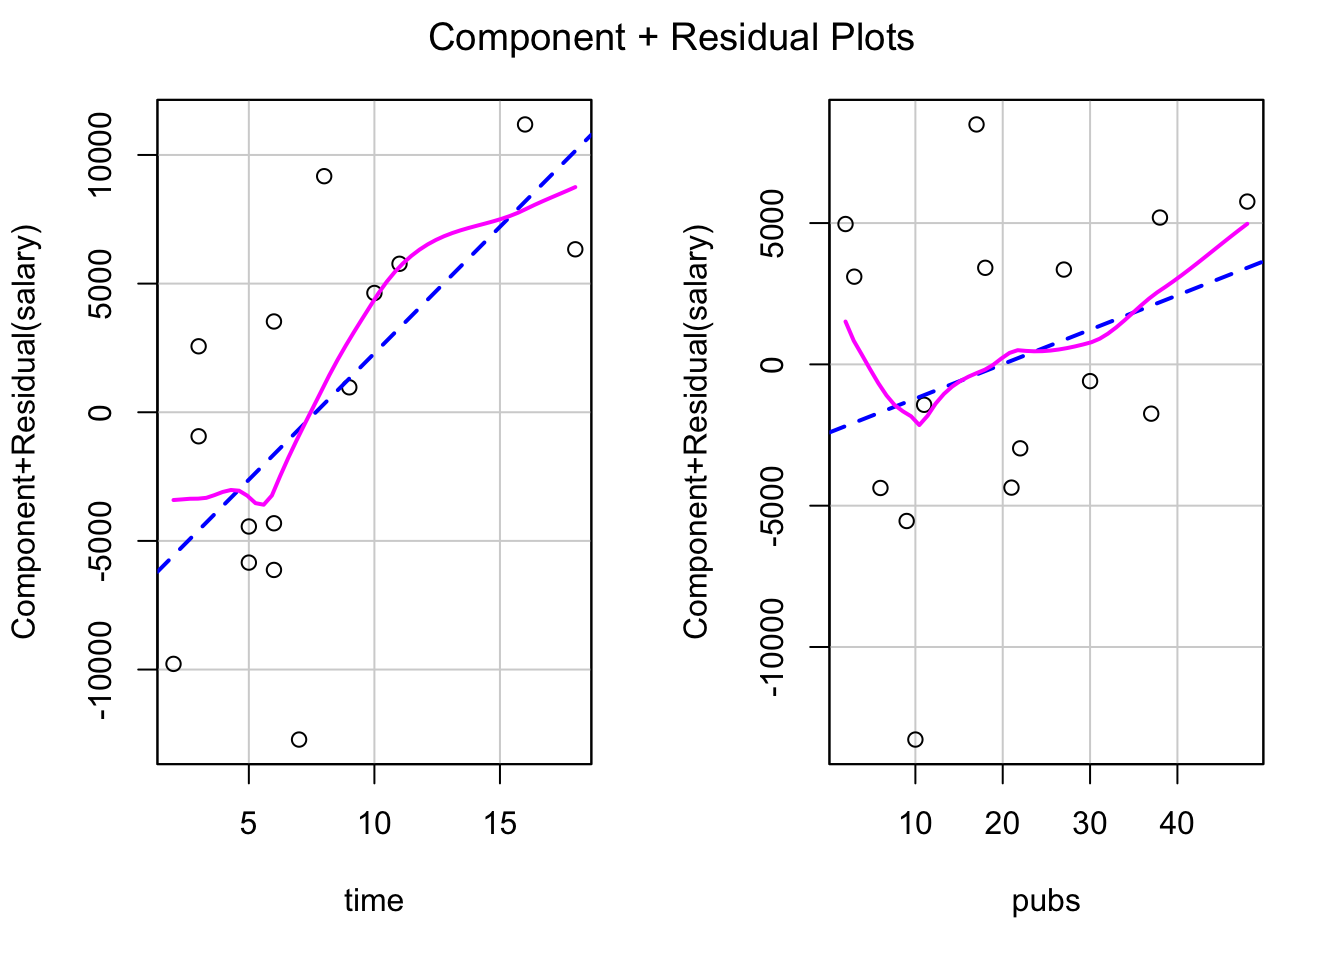 Component + Residual Plots
Component+Residual(salary)
10000
5000
0
-5000
-10000
5 10 15
time
Component+Residual(salary)
5000
0
-5000
-10000
10 20 30 40
pubs